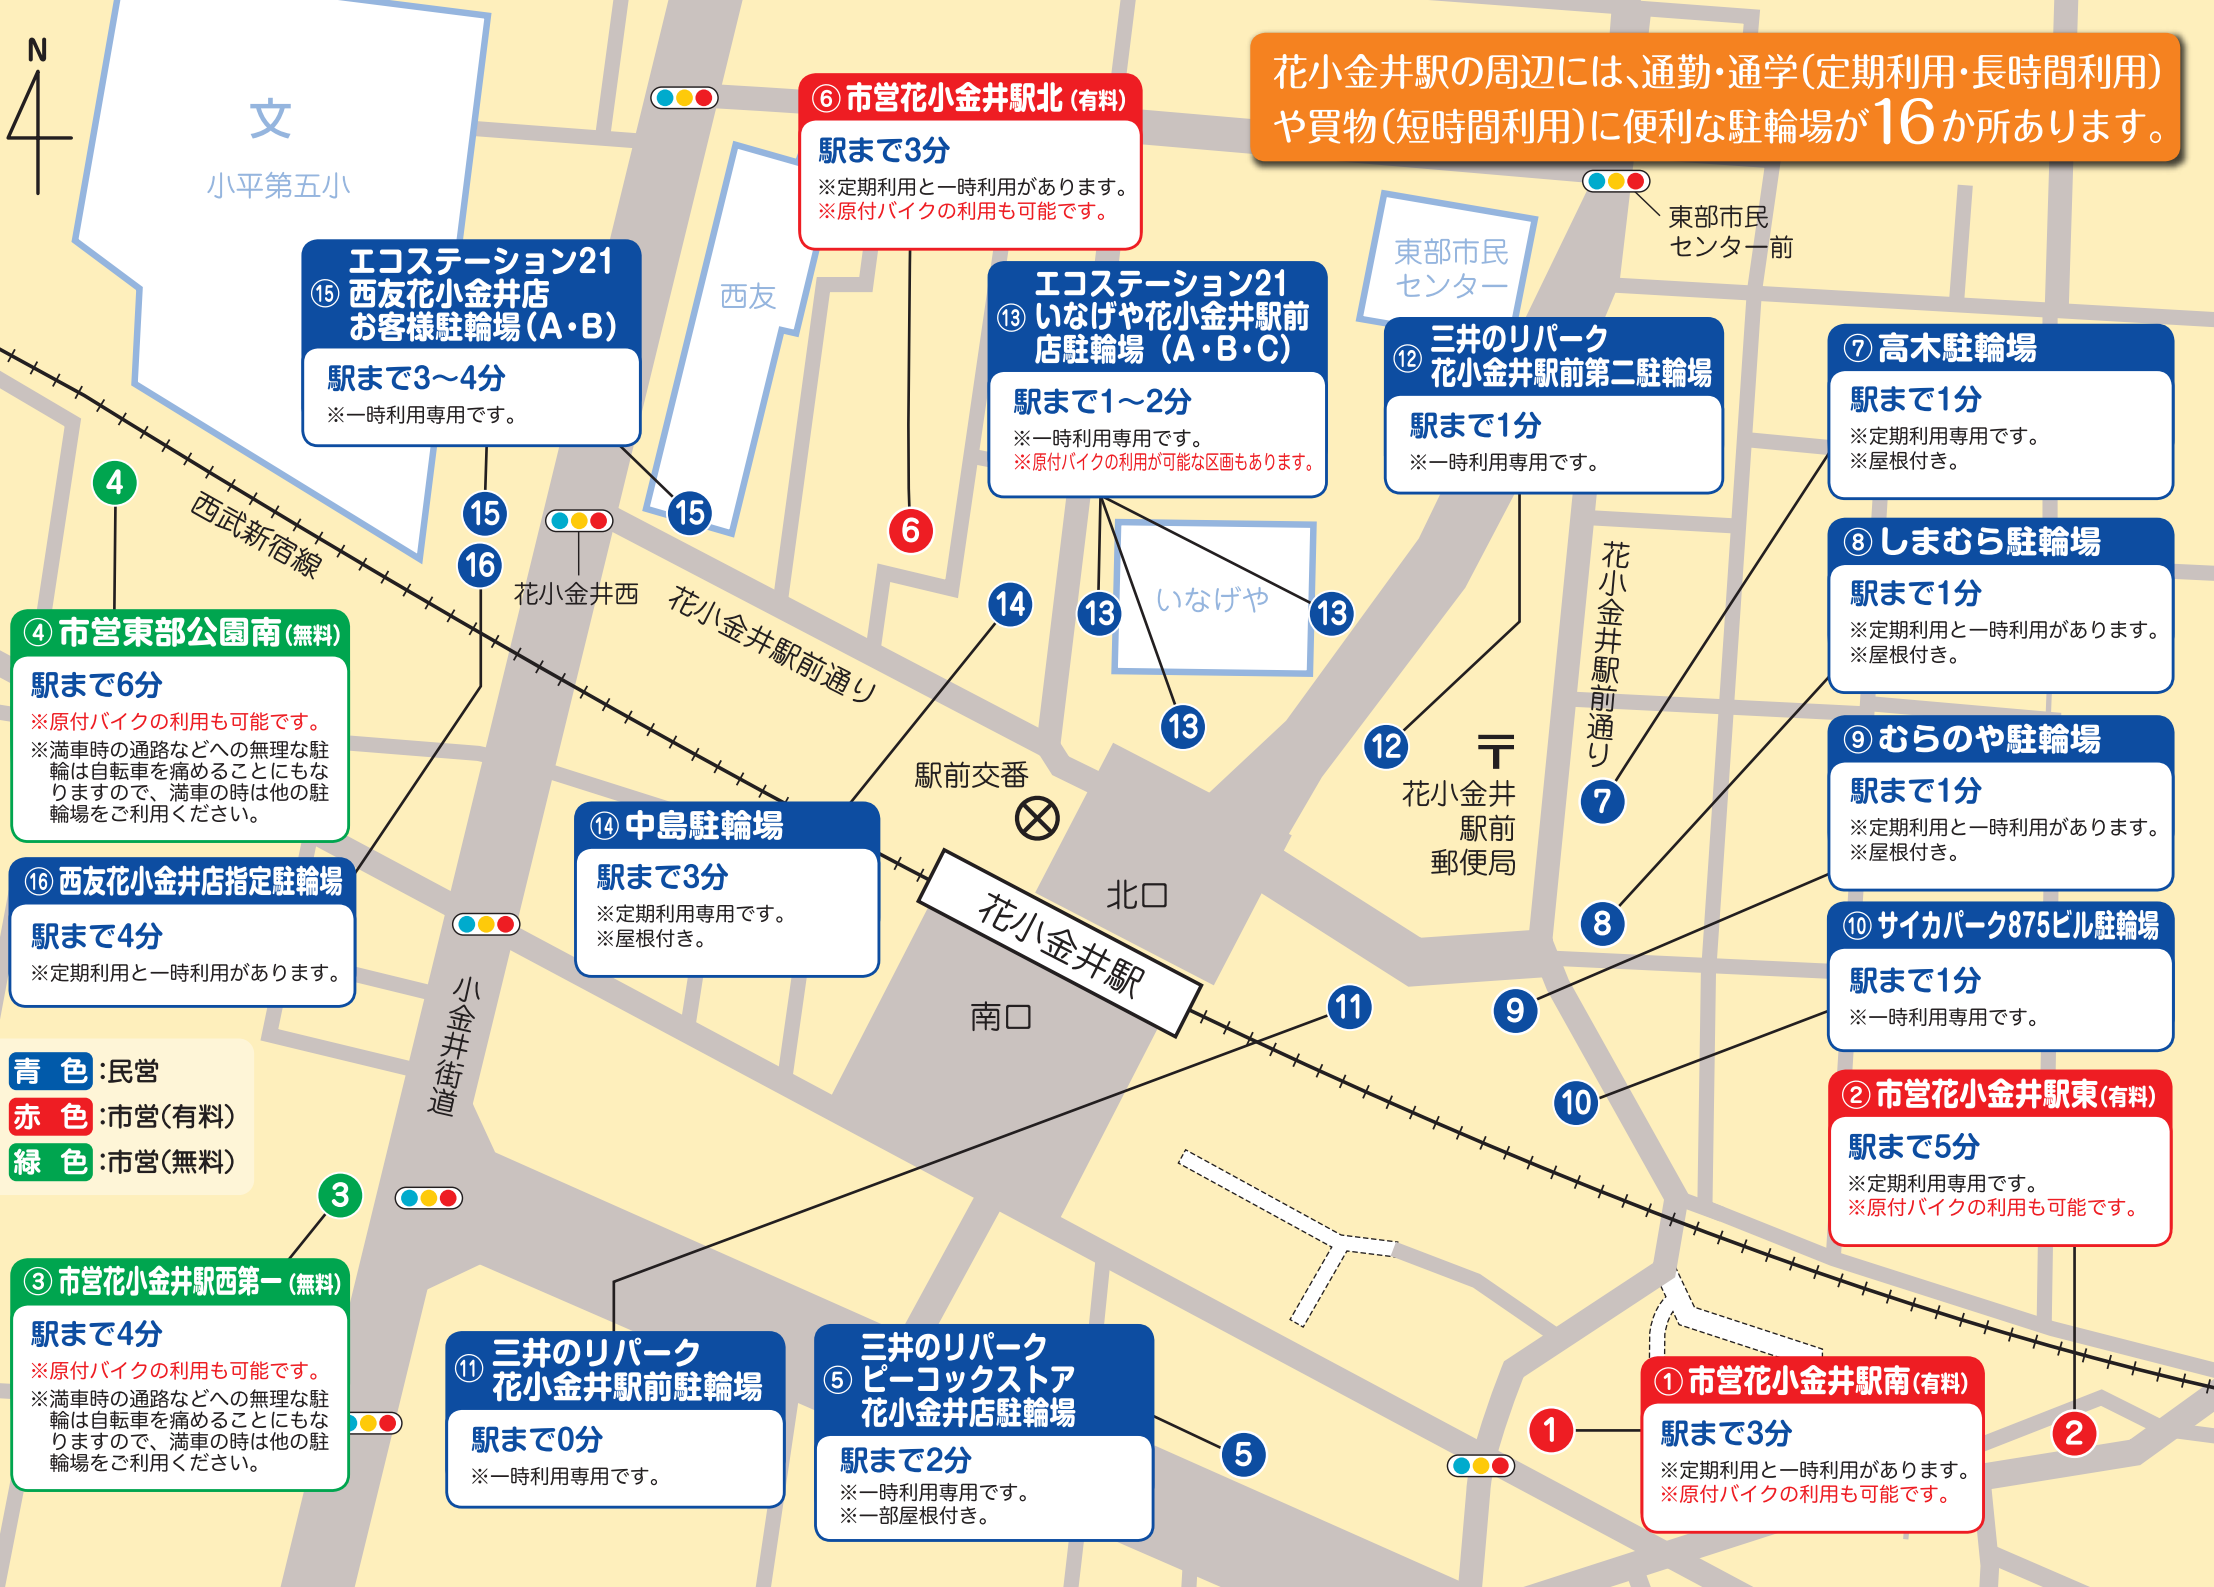 花小金井駅の周辺には、通勤・通学(定期利用・長時間利用)
や買物(短時間利用)に便利な駐輪場が16か所あります。
N
文
小平第五小
⑥ 市営花小金井駅北 (有料)
駅まで3分
※定期利用と一時利用があります。
※原付バイクの利用も可能です。
東部市民
センター前
東部市民
センター
西友
⑮ エコステーション21
西友花小金井店
お客様駐輪場(A・B)
駅まで3〜4分
※一時利用専用です。
⑬ エコステーション21
いなげや花小金井駅前
店駐輪場 (A・B・C)
駅まで1〜2分
※一時利用専用です。
※原付バイクの利用が可能な区画もあります。
⑫ 三井のリパーク
花小金井駅前第二駐輪場
駅まで1分
※一時利用専用です。
⑦ 高木駐輪場
駅まで1分
※定期利用専用です。
※屋根付き。
4
15
15
6
16
西武新宿線
花小金井西
花小金井駅前通り
14
13
いなげや
13
13
花小金井駅前通り
⑧ しまむら駐輪場
駅まで1分
※定期利用と一時利用があります。
※屋根付き。
④ 市営東部公園南 (無料)
駅まで6分
※原付バイクの利用も可能です。
※満車時の通路などへの無理な駐
輪は自転車を痛めることにもな
りますので、満車の時は他の駐
輪場をご利用ください。
12
〒
花小金井
駅前
郵便局
7
駅前交番
⑨ むらのや駐輪場
駅まで1分
※定期利用と一時利用があります。
※屋根付き。
⑭ 中島駐輪場
駅まで3分
※定期利用専用です。
※屋根付き。
⑯ 西友花小金井店指定駐輪場
駅まで4分
※定期利用と一時利用があります。
花小金井駅
北口
南口
8
9
11
10
⑩ サイカパーク875ビル駐輪場
駅まで1分
※一時利用専用です。
小金井街道
青 色 :民営
赤 色 :市営(有料)
緑 色 :市営(無料)
② 市営花小金井駅東 (有料)
駅まで5分
※定期利用専用です。
※原付バイクの利用も可能です。
3
③ 市営花小金井駅西第一 (無料)
駅まで4分
※原付バイクの利用も可能です。
※満車時の通路などへの無理な駐
輪は自転車を痛めることにもな
りますので、満車の時は他の駐
輪場をご利用ください。
⑪ 三井のリパーク
花小金井駅前駐輪場
駅まで0分
※一時利用専用です。
⑤ 三井のリパーク
ピーコックストア
花小金井店駐輪場
駅まで2分
※一時利用専用です。
※一部屋根付き。
5
1
① 市営花小金井駅南 (有料)
駅まで3分
※定期利用と一時利用があります。
※原付バイクの利用も可能です。
2